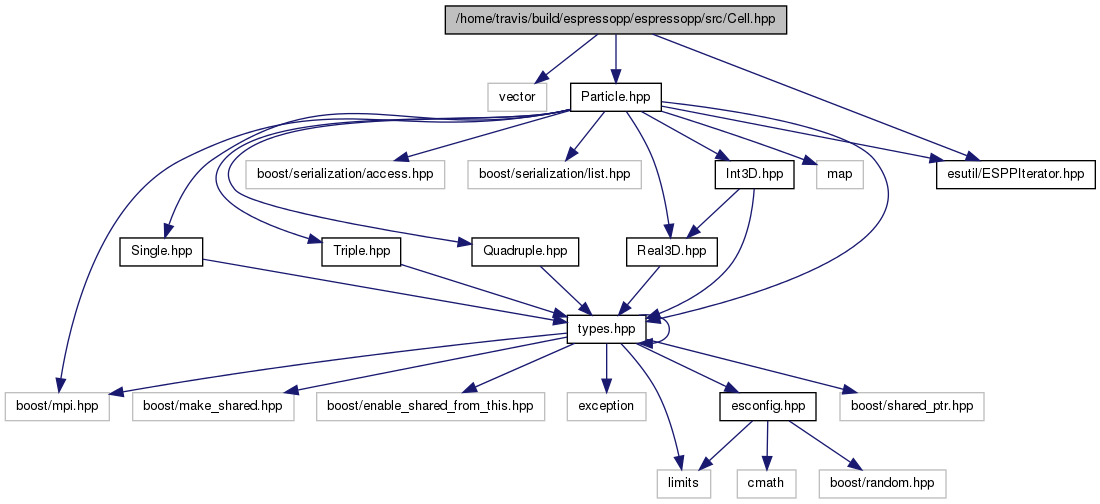 /home/travis/build/espressopp/espressopp/src/Cell.hpp
vector
Particle.hpp
boost/serialization/access.hpp
boost/serialization/list.hpp
Int3D.hpp
map
esutil/ESPPIterator.hpp
Single.hpp
Triple.hpp
Quadruple.hpp
Real3D.hpp
types.hpp
boost/mpi.hpp
boost/make_shared.hpp
boost/enable_shared_from_this.hpp
exception
esconfig.hpp
boost/shared_ptr.hpp
limits
cmath
boost/random.hpp